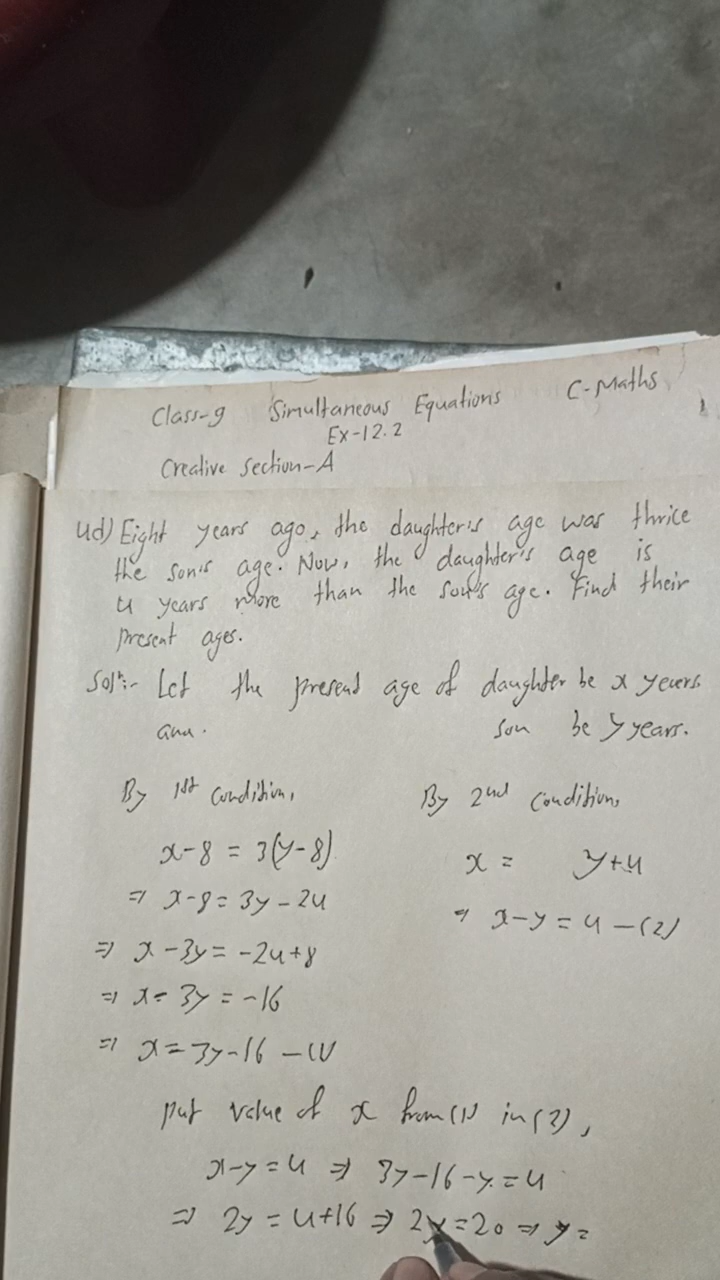 Class-9 Simultaneous Equations C-Maths
Ex-12.2
Creative Section-A
4d) Eight years ago, the daughter's age was thrice
the son's age. Now, the daughter's age is
4 years more than the son's age. Find their
present ages.
Solⁿ:- Let the present age of daughter be x years
and son be y years.
By 1st condition, By 2nd condition,
x-8 = 3(y-8) x = y+4
⇒ x-8 = 3y-24 ⇒ x-y = 4 -(2)
⇒ x-3y = -24+8
⇒ x-3y = -16
⇒ x = 3y-16 -(1)
put value of x from (1) in (2),
x-y=4 ⇒ 3y-16-y=4
⇒ 2y = 4+16 ⇒ 2y=20 ⇒ y=